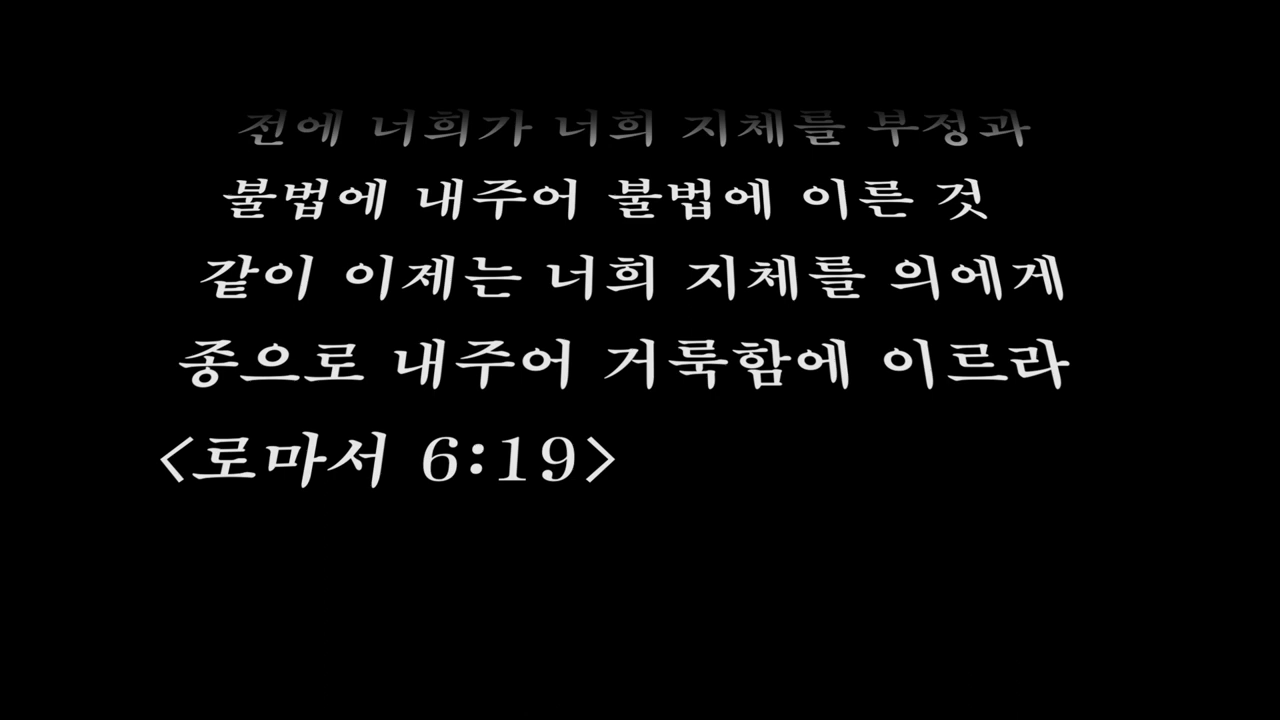 전에 너희가 너희 지체를 부정과
불법에 내주어 불법에 이른 것
같이 이제는 너희 지체를 의에게
종으로 내주어 거룩함에 이르라
<로마서 6:19>